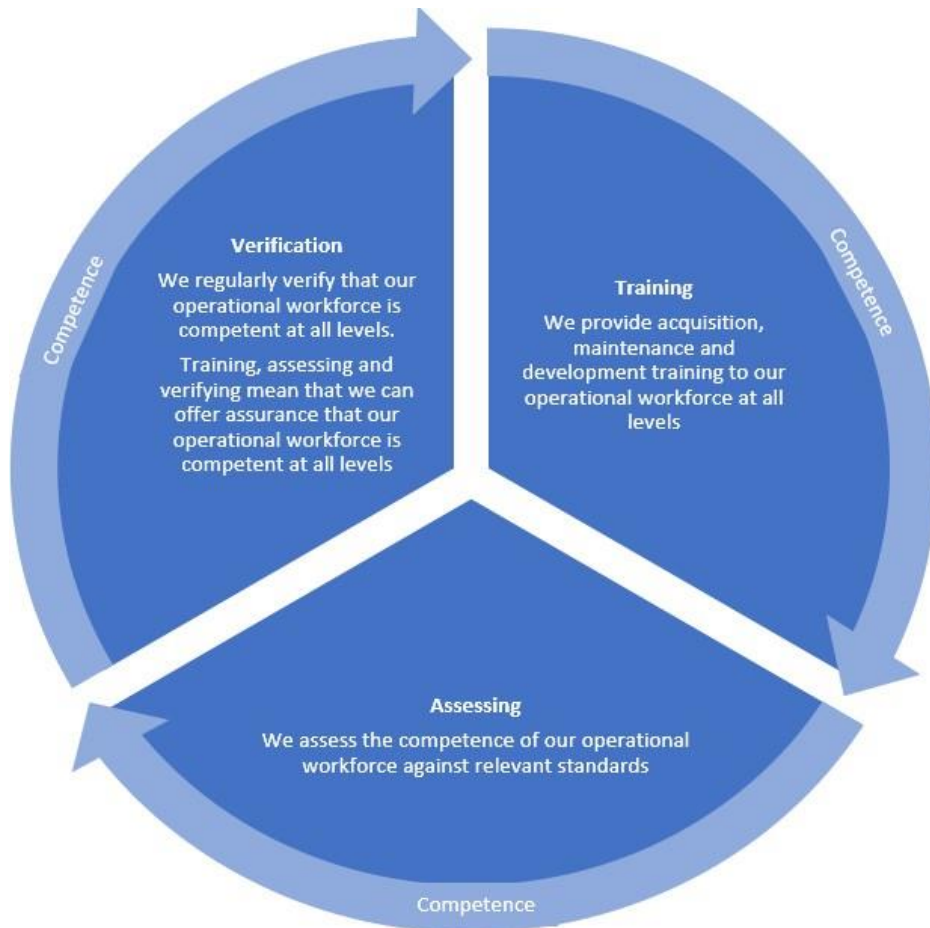 Verification
We regularly verify that our
operational workforce is
competent at all levels.
Training, assessing and
verifying mean that we can
offer assurance that our
operational workforce is
competent at all levels
Competence
Training
We provide acquisition,
maintenance and
development training to our
operational workforce at all
levels
Competence
Assessing
We assess the competence of our operational
workforce against relevant standards
Competence